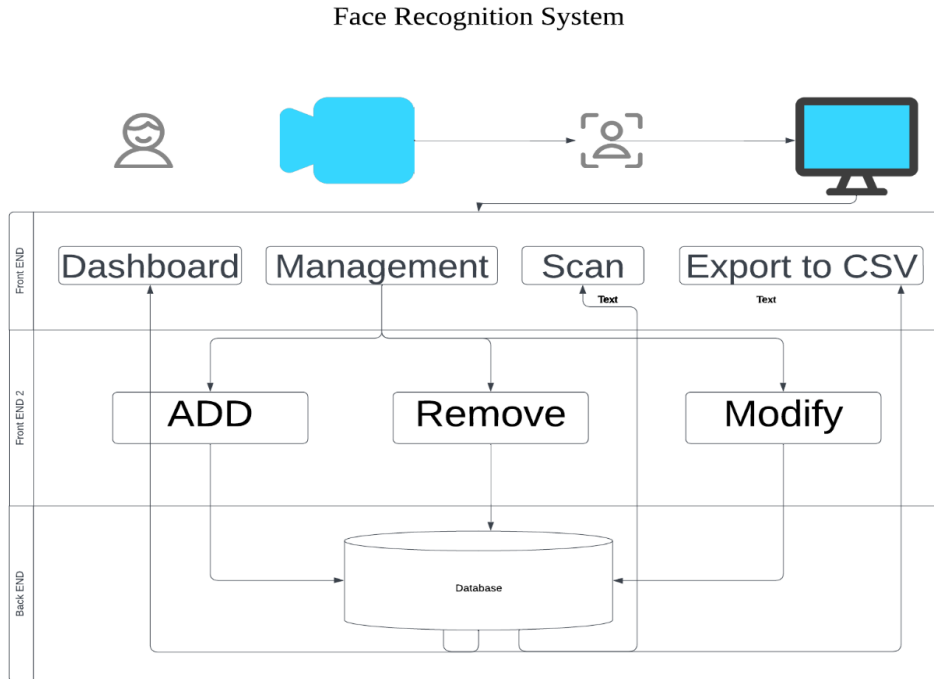 Face Recognition System
Front END
Dashboard
Management
Scan
Export to CSV
Text
Text
Front END 2
ADD
Remove
Modify
Back END
Database